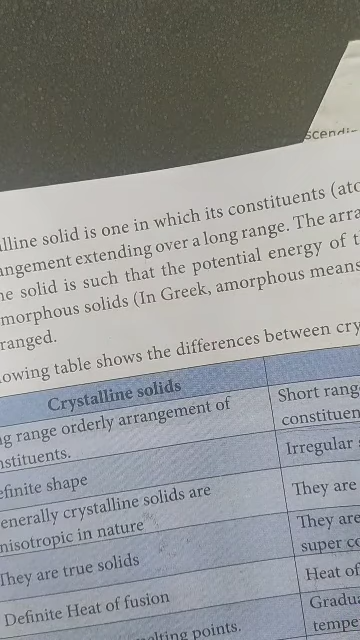 scendi
lline solid is one in which its constituents (ato
angement extending over a long range. The arra
ne solid is such that the potential energy of t
morphous solids (In Greek, amorphous means
ranged.
lowing table shows the differences between cry
Crystalline solids
g range orderly arrangement of
nstituents.
Short rang
constituen
efinite shape
Irregular
enerally crystalline solids are
nisotropic in nature
They are
They are true solids
They are
super co
Definite Heat of fusion
Heat of
elting points.
Gradua
tempe